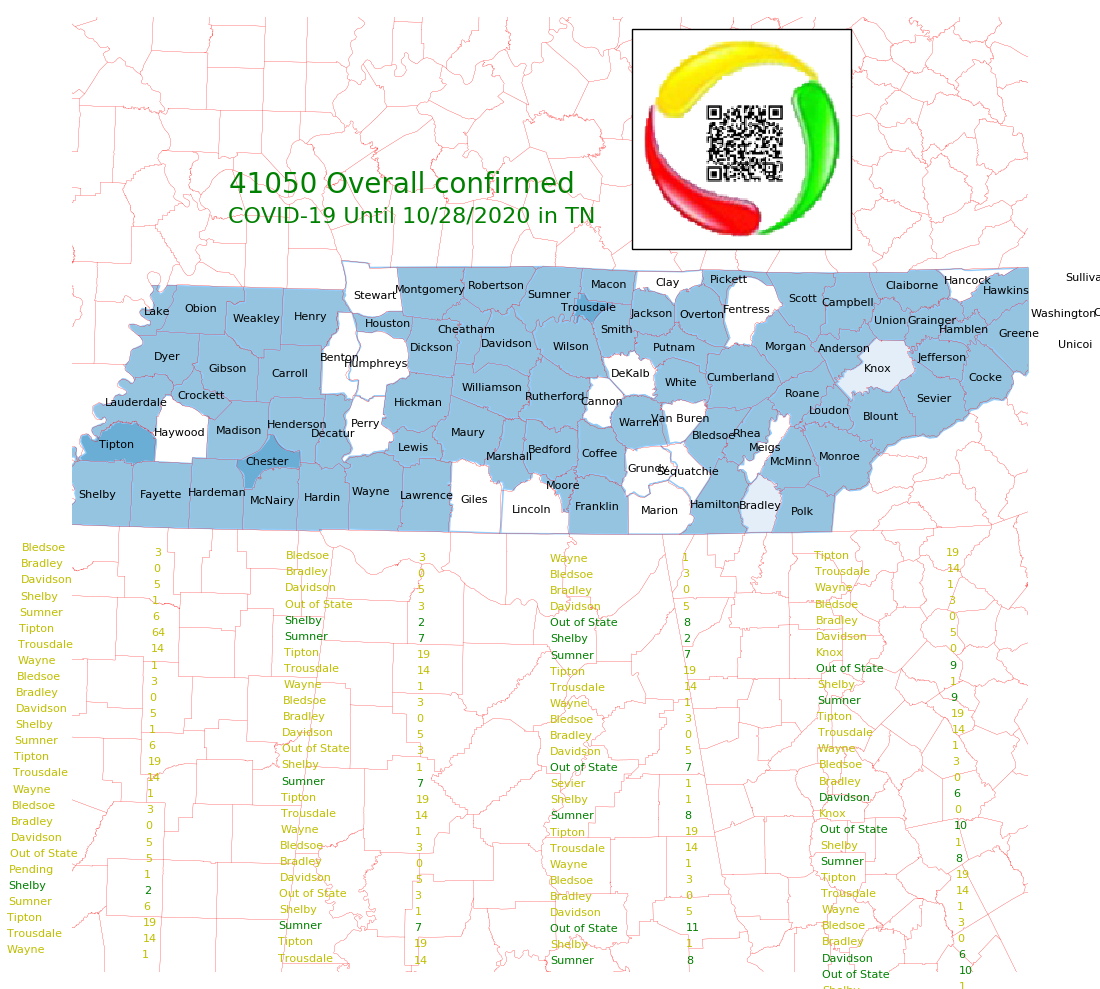 41050 Overall confirmed
COVID-19 Until 10/28/2020 in TN
Stewart
Montgomery
Robertson
Sumner
Macon
Clay
Pickett
Fentress
Scott
Campbell
Claiborne
Hancock
Hawkins
Sulliva
Lake
Obion
Weakley
Henry
Houston
Cheatham
Trousdale
Smith
Jackson
Overton
Union
Grainger
Hamblen
Greene
Washington
Unicoi
Dyer
Gibson
Carroll
Benton
Humphreys
Dickson
Davidson
Wilson
DeKalb
Putnam
Morgan
Anderson
Knox
Jefferson
Cocke
Lauderdale
Crockett
Williamson
Rutherford
Cannon
White
Cumberland
Roane
Loudon
Blount
Sevier
Tipton
Haywood
Madison
Henderson
Decatur
Perry
Hickman
Lewis
Maury
Marshall
Bedford
Coffee
Warren
Van Buren
Bledsoe
Rhea
Meigs
McMinn
Monroe
Chester
Grundy
Sequatchie
Shelby
Fayette
Hardeman
McNairy
Hardin
Wayne
Lawrence
Giles
Lincoln
Moore
Franklin
Marion
Hamilton
Bradley
Polk
Bledsoe 3
Bradley 0
Davidson 5
Shelby 1
Sumner 6
Tipton 64
Trousdale 14
Wayne 1
Bledsoe 3
Bradley 0
Davidson 5
Shelby 1
Sumner 6
Tipton 19
Trousdale 14
Wayne 1
Bledsoe 3
Bradley 0
Davidson 5
Out of State 5
Pending 1
Shelby 2
Sumner 6
Tipton 19
Trousdale 14
Wayne 1
Bledsoe 3
Bradley 0
Davidson 5
Out of State 3
Shelby 2
Sumner 7
Tipton 19
Trousdale 14
Wayne 1
Bledsoe 3
Bradley 0
Davidson 5
Out of State 3
Shelby 1
Sumner 7
Tipton 19
Trousdale 14
Wayne 1
Bledsoe 3
Bradley 0
Davidson 5
Out of State 3
Shelby 1
Sumner 7
Tipton 19
Trousdale 14
Wayne 1
Bledsoe 3
Bradley 0
Davidson 5
Out of State 8
Shelby 2
Sumner 7
Tipton 19
Trousdale 14
Wayne 1
Bledsoe 3
Bradley 0
Davidson 5
Out of State 7
Sevier 1
Shelby 1
Sumner 8
Tipton 19
Trousdale 14
Wayne 1
Bledsoe 3
Bradley 0
Davidson 5
Out of State 11
Shelby 1
Sumner 8
Tipton 19
Trousdale 14
Wayne 1
Bledsoe 3
Bradley 0
Davidson 5
Knox 0
Out of State 9
Shelby 1
Sumner 9
Tipton 19
Trousdale 14
Wayne 1
Bledsoe 3
Bradley 0
Davidson 6
Knox 0
Out of State 10
Shelby 1
Sumner 8
Tipton 19
Trousdale 14
Wayne 1
Bledsoe 3
Bradley 0
Davidson 6
Out of State 10
Shelby 1